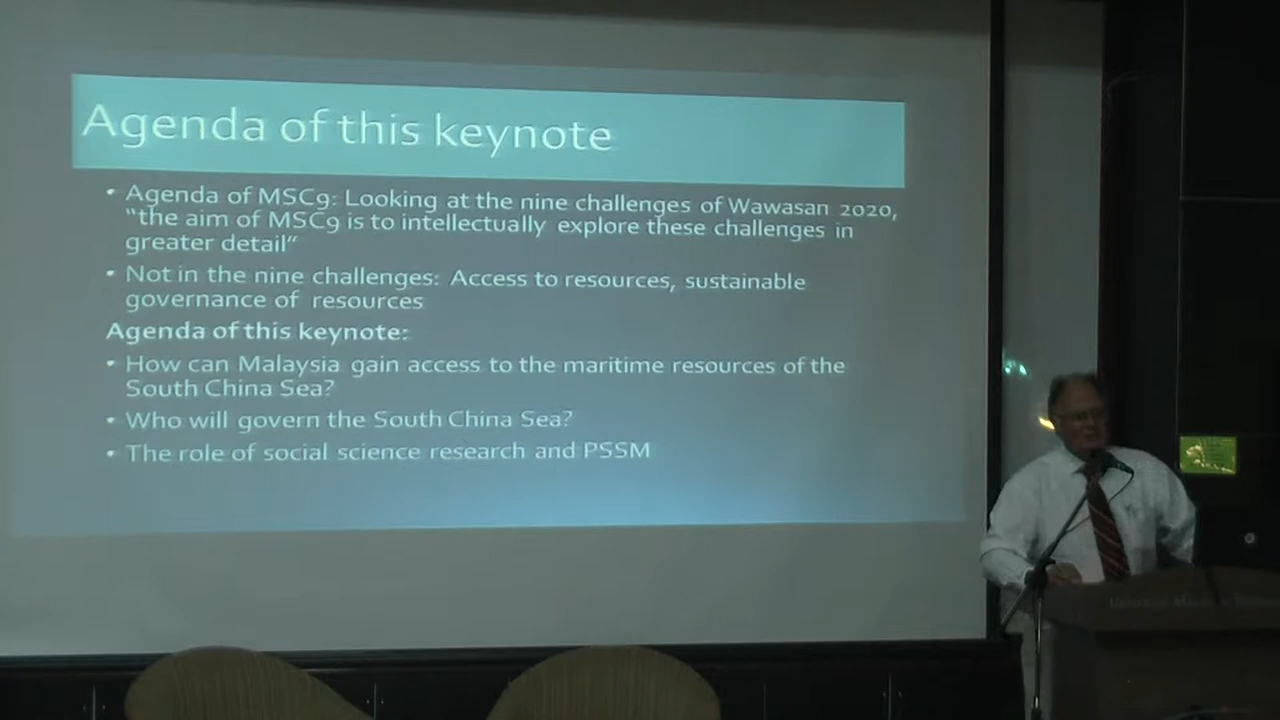 Agenda of this keynote
• Agenda of MSC9: Looking at the nine challenges of Wawasan 2020,
“the aim of MSC9 is to intellectually explore these challenges in
greater detail”
• Not in the nine challenges: Access to resources, sustainable
governance of resources
Agenda of this keynote:
• How can Malaysia gain access to the maritime resources of the
South China Sea?
• Who will govern the South China Sea?
• The role of social science research and PSSM